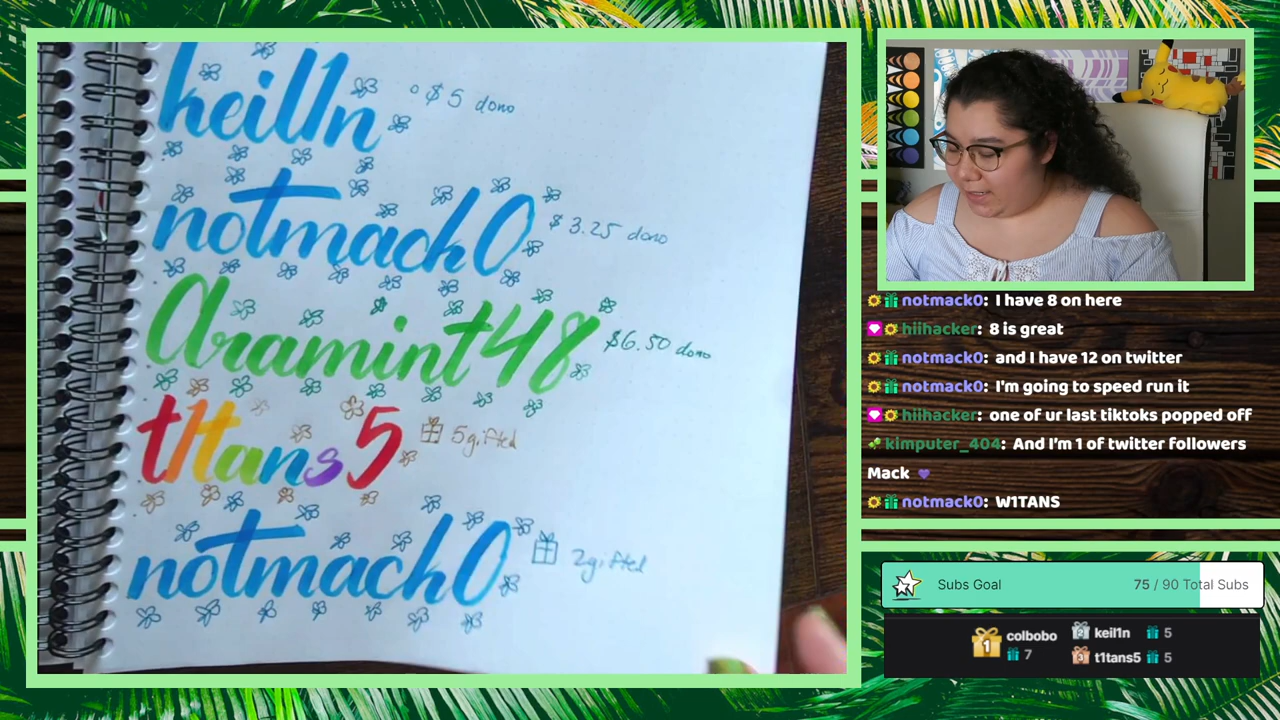 keil1n $5 dono
notmack0 $3.25 dono
Aramint48 $6.50 dono
t1tans5 5 gifted
notmack0 2 gifted
notmack0: I have 8 on here
hiihacker: 8 is great
notmack0: and I have 12 on twitter
notmack0: I'm going to speed run it
hiihacker: one of ur last tiktoks popped off
kimputer_404: And I'm 1 of twitter followers
Mack
notmack0: W1TANS
Subs Goal 75 / 90 Total Subs
1 colbobo 7
2 keil1n 5
3 t1tans5 5